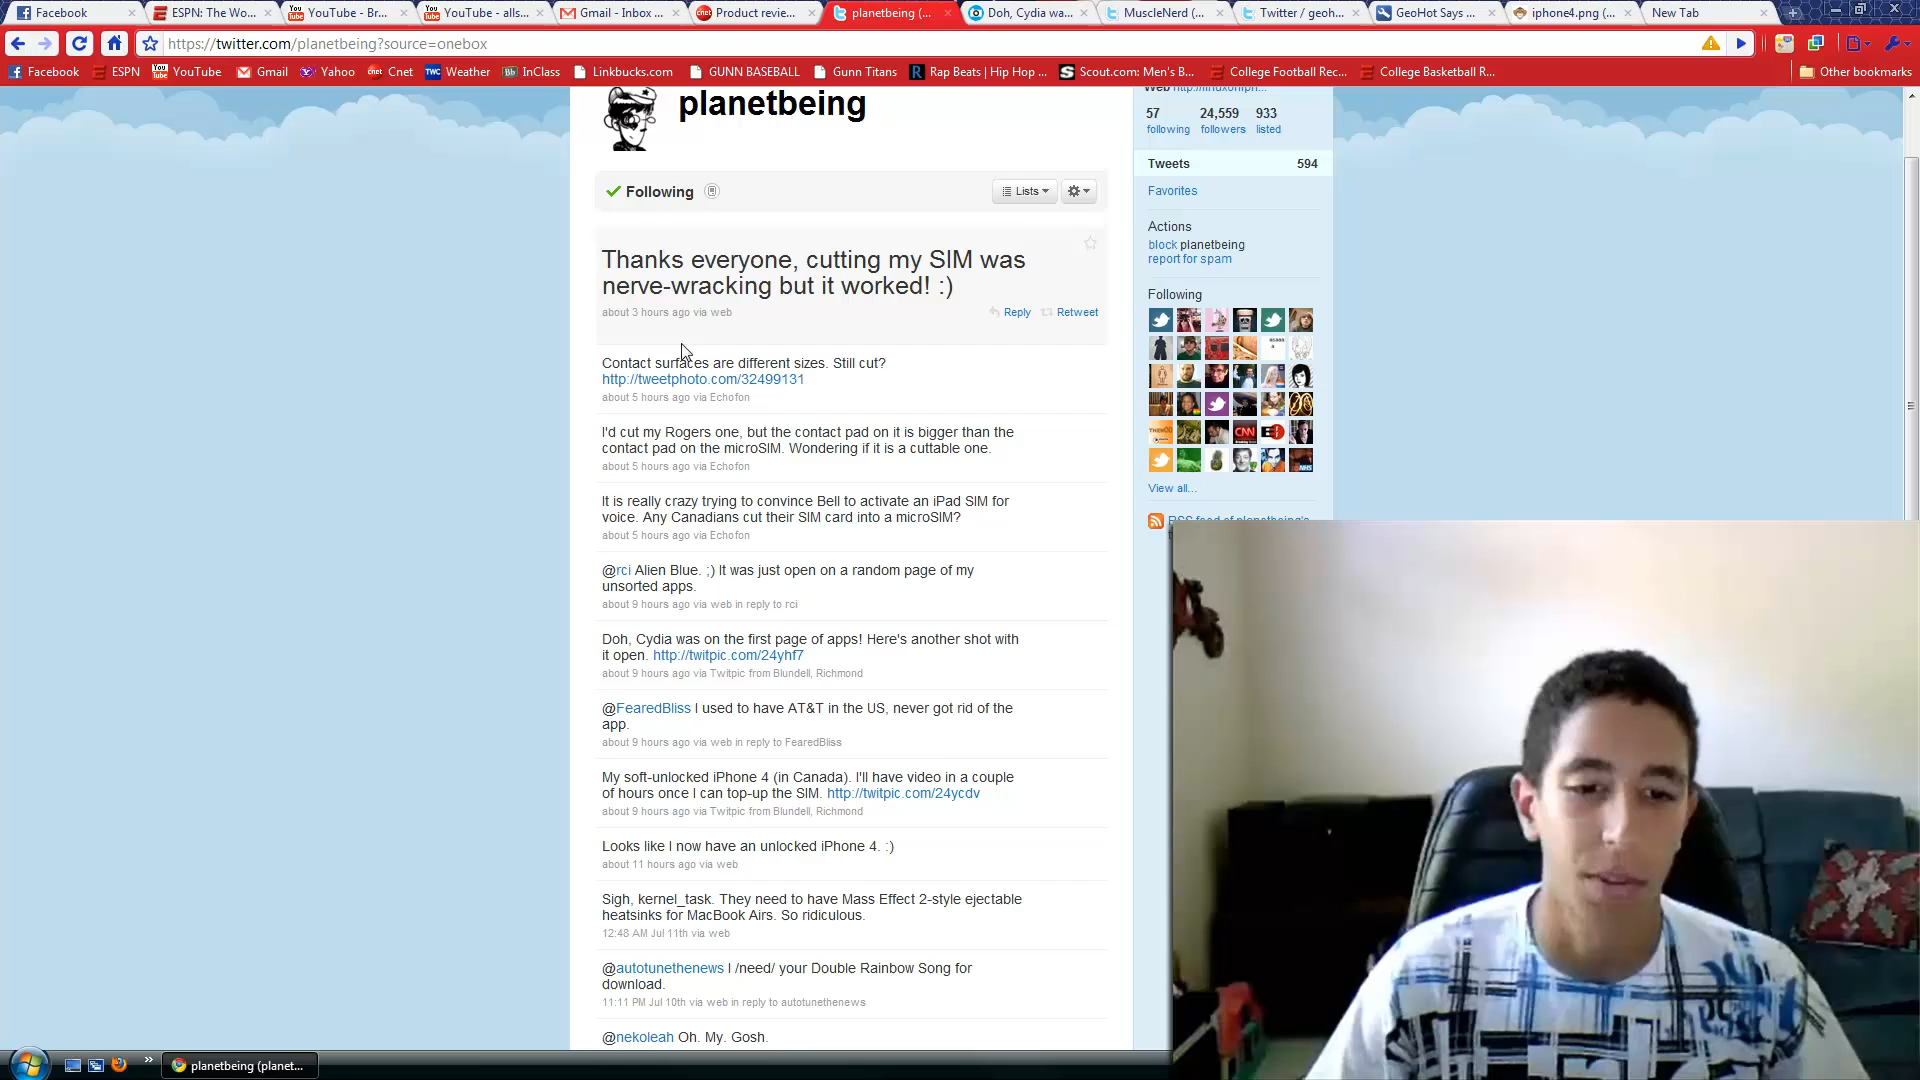 Facebook
ESPN: The Wo...
YouTube - Br...
YouTube - alls...
Gmail - Inbox ...
Product revie...
planetbeing (...
Doh, Cydia wa...
MuscleNerd (...
Twitter / geoh...
GeoHot Says ...
iphone4.png (...
New Tab
https://twitter.com/planetbeing?source=onebox
Facebook
ESPN
YouTube
Gmail
Yahoo
Cnet
Weather
InClass
Linkbucks.com
GUNN BASEBALL
Gunn Titans
Rap Beats | Hip Hop ...
Scout.com: Men's B...
College Football Rec...
College Basketball R...
Other bookmarks
planetbeing
Following
Lists
Thanks everyone, cutting my SIM was
nerve-wracking but it worked! :)
about 3 hours ago via web
Reply
Retweet
Contact surfaces are different sizes. Still cut?
http://tweetphoto.com/32499131
about 5 hours ago via Echofon
I'd cut my Rogers one, but the contact pad on it is bigger than the
contact pad on the microSIM. Wondering if it is a cuttable one.
about 5 hours ago via Echofon
It is really crazy trying to convince Bell to activate an iPad SIM for
voice. Any Canadians cut their SIM card into a microSIM?
about 5 hours ago via Echofon
@rci Alien Blue. ;) It was just open on a random page of my
unsorted apps.
about 9 hours ago via web in reply to rci
Doh, Cydia was on the first page of apps! Here's another shot with
it open. http://twitpic.com/24yhf7
about 9 hours ago via Twitpic from Blundell, Richmond
@FearedBliss I used to have AT&T in the US, never got rid of the
app.
about 9 hours ago via web in reply to FearedBliss
My soft-unlocked iPhone 4 (in Canada). I'll have video in a couple
of hours once I can top-up the SIM. http://twitpic.com/24ycdv
about 9 hours ago via Twitpic from Blundell, Richmond
Looks like I now have an unlocked iPhone 4. :)
about 11 hours ago via web
Sigh, kernel_task. They need to have Mass Effect 2-style ejectable
heatsinks for MacBook Airs. So ridiculous.
12:48 AM Jul 11th via web
@autotunethenews I /need/ your Double Rainbow Song for
download.
11:11 PM Jul 10th via web in reply to autotunethenews
@nekoleah Oh. My. Gosh.
57 24,559 933
following followers listed
Tweets 594
Favorites
Actions
block planetbeing
report for spam
Following
CNN
NHS
View all...
RSS feed of planetbeing's
planetbeing (planet...